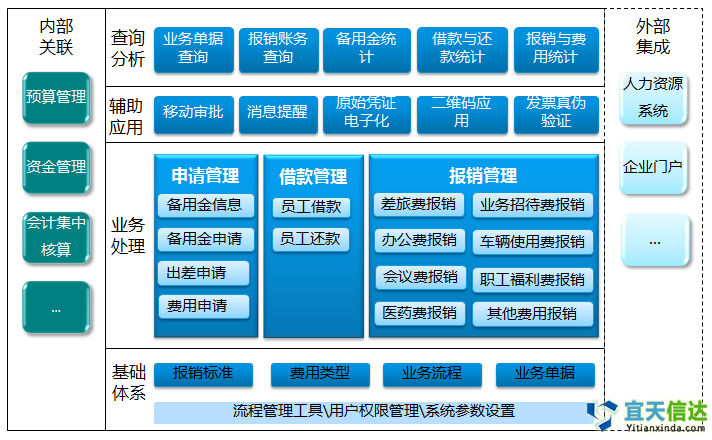 内部
关联
预算管理
资金管理
会计集中
核算
...
查询
分析
业务单据
查询
报销账务
查询
备用金统
计
借款与还
款统计
报销与费
用统计
辅助
应用
移动审批
消息提醒
原始凭证
电子化
二维码应
用
发票真伪
验证
业务
处理
申请管理
备用金信息
备用金申请
出差申请
费用申请
借款管理
员工借款
员工还款
报销管理
差旅费报销
业务招待费报销
办公费报销
车辆使用费报销
会议费报销
职工福利费报销
医药费报销
其他费用报销
基础
体系
报销标准
费用类型
业务流程
业务单据
流程管理工具\用户权限管理\系统参数设置
外部
集成
人力资源
系统
企业门户
...
宜天信达
Yitianxinda.com